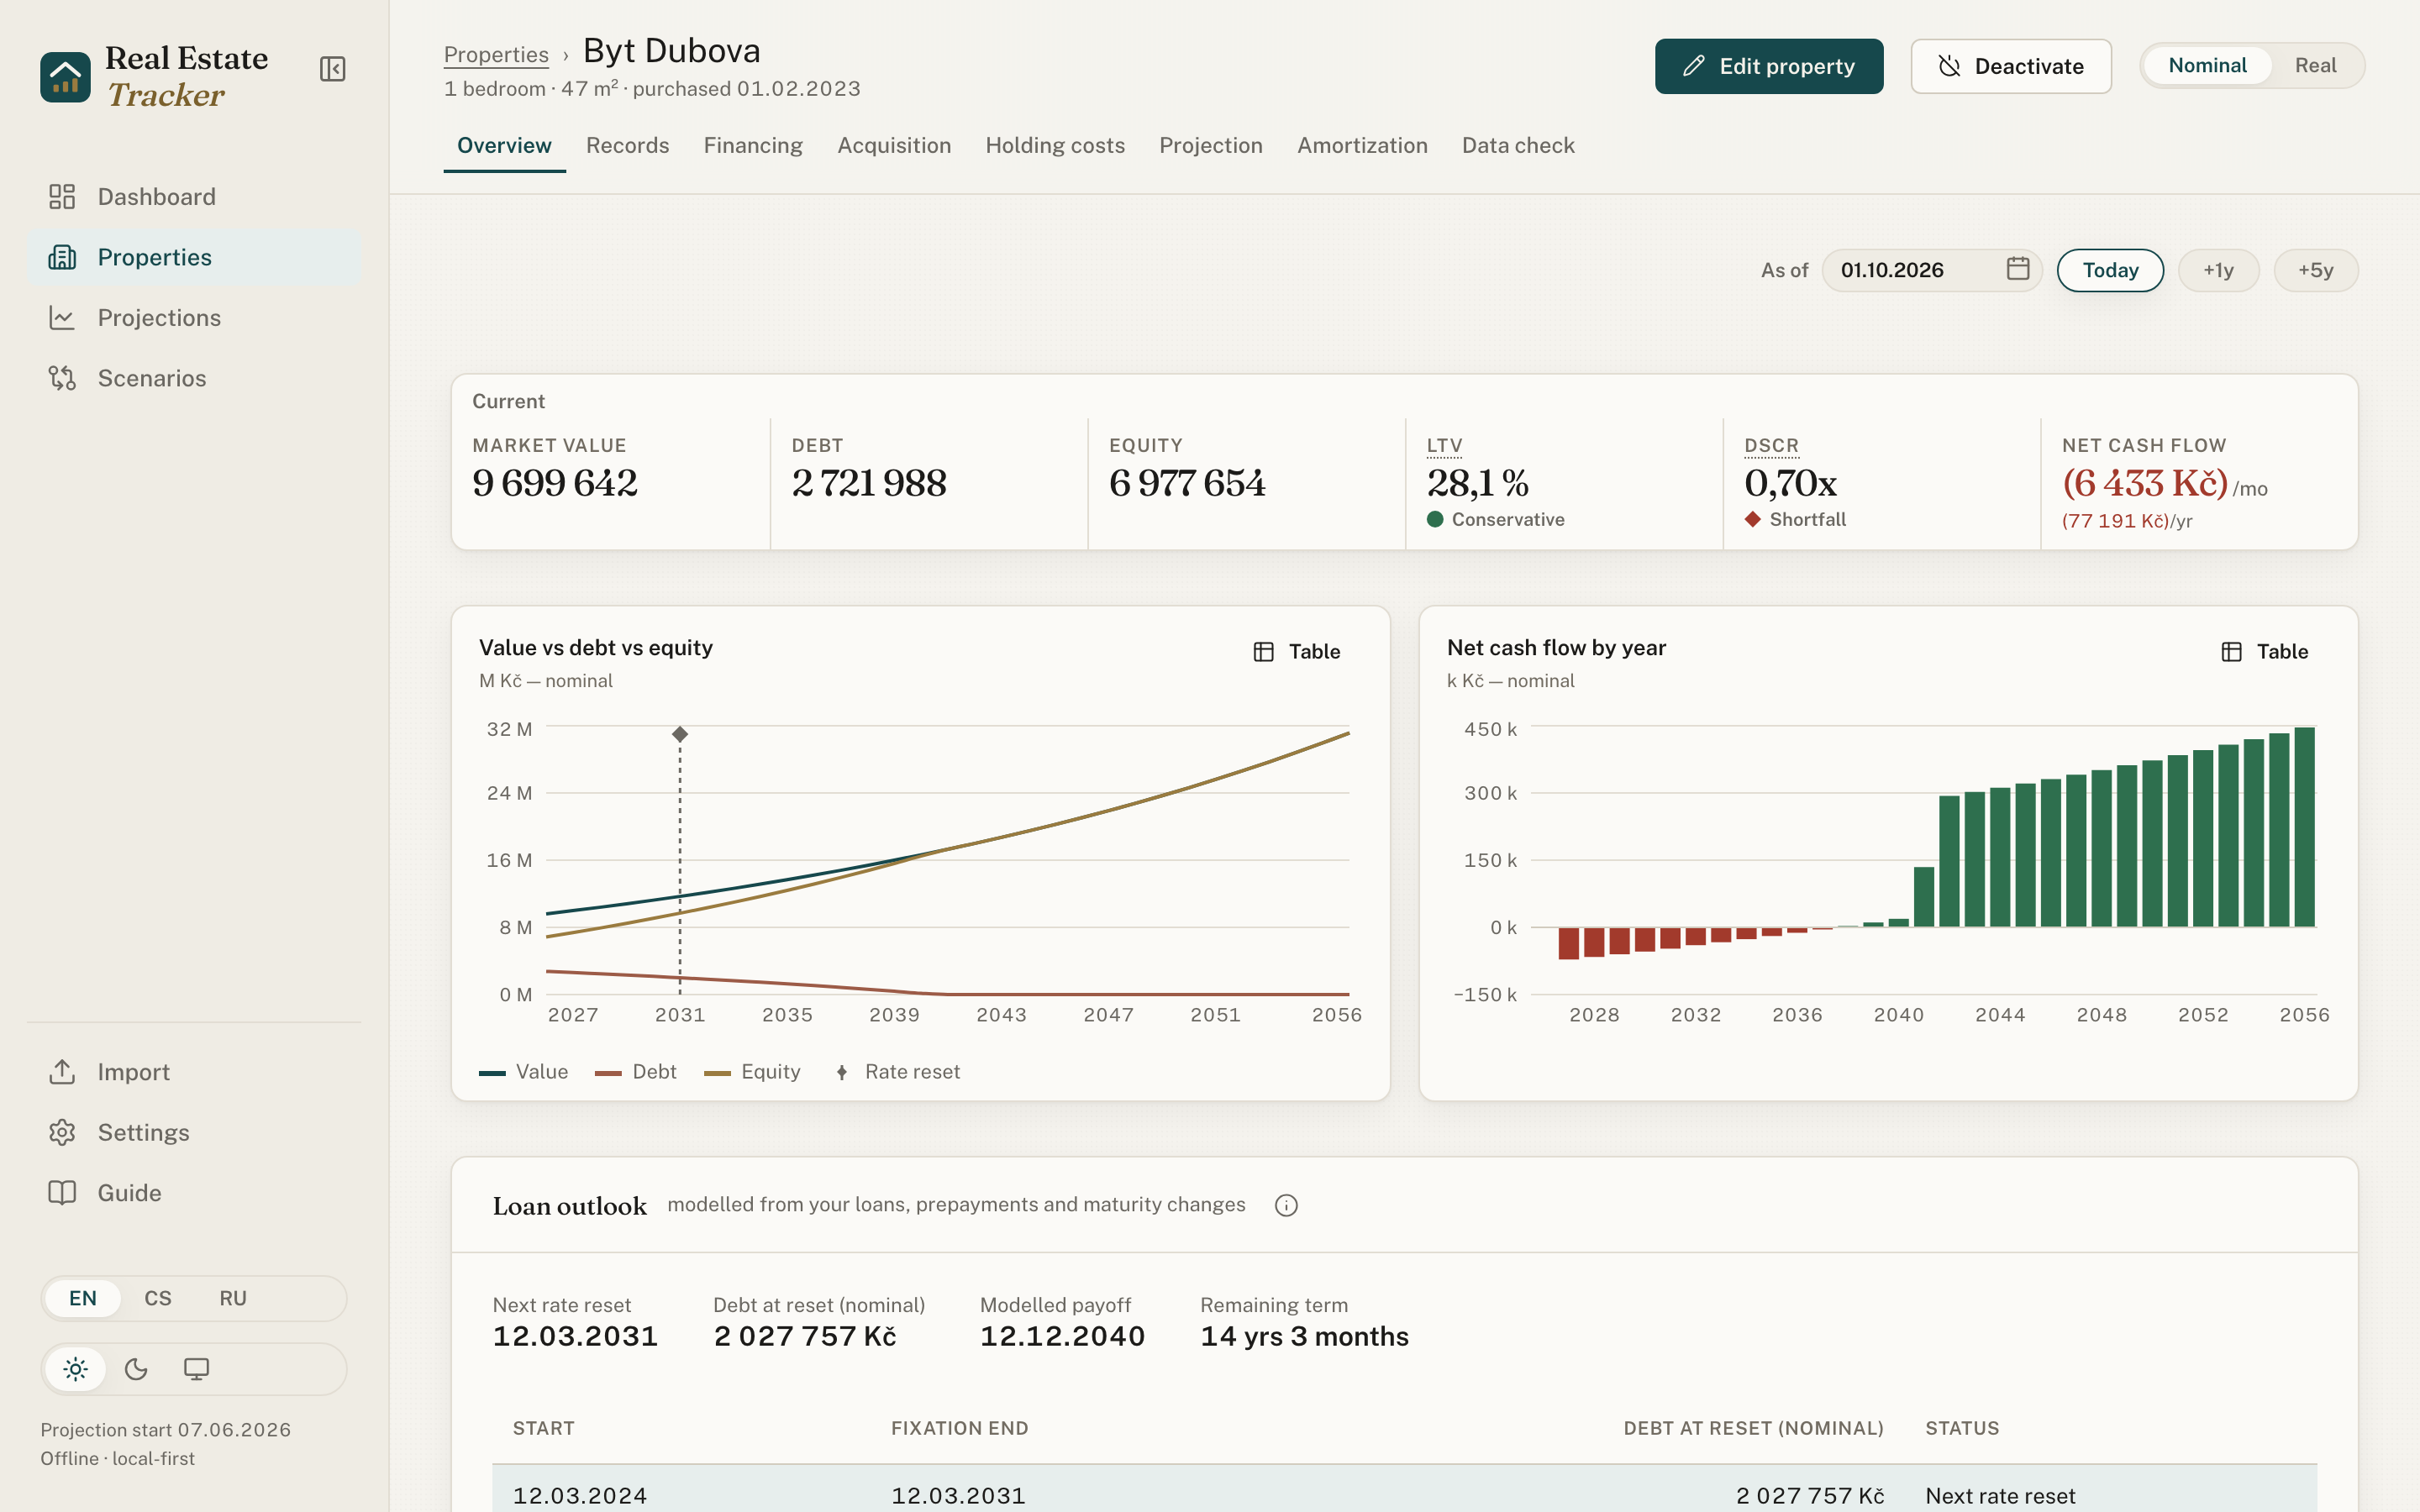 Real Estate
Tracker
Dashboard
Properties
Projections
Scenarios
Import
Settings
Guide
EN CS RU
Projection start 07.06.2026
Offline · local-first
Properties › Byt Dubova
1 bedroom · 47 m² · purchased 01.02.2023
Edit property
Deactivate
Nominal Real
Overview Records Financing Acquisition Holding costs Projection Amortization Data check
As of 01.10.2026 Today +1y +5y
Current
MARKET VALUE
9 699 642
DEBT
2 721 988
EQUITY
6 977 654
LTV
28,1 %
Conservative
DSCR
0,70x
Shortfall
NET CASH FLOW
(6 433 Kč) /mo
(77 191 Kč)/yr
Value vs debt vs equity
Table
M Kč — nominal
32 M
24 M
16 M
8 M
0 M
2027 2031 2035 2039 2043 2047 2051 2056
Value Debt Equity Rate reset
Net cash flow by year
Table
k Kč — nominal
450 k
300 k
150 k
0 k
−150 k
2028 2032 2036 2040 2044 2048 2052 2056
Loan outlook modelled from your loans, prepayments and maturity changes
Next rate reset
12.03.2031
Debt at reset (nominal)
2 027 757 Kč
Modelled payoff
12.12.2040
Remaining term
14 yrs 3 months
START FIXATION END DEBT AT RESET (NOMINAL) STATUS
12.03.2024 12.03.2031 2 027 757 Kč Next rate reset